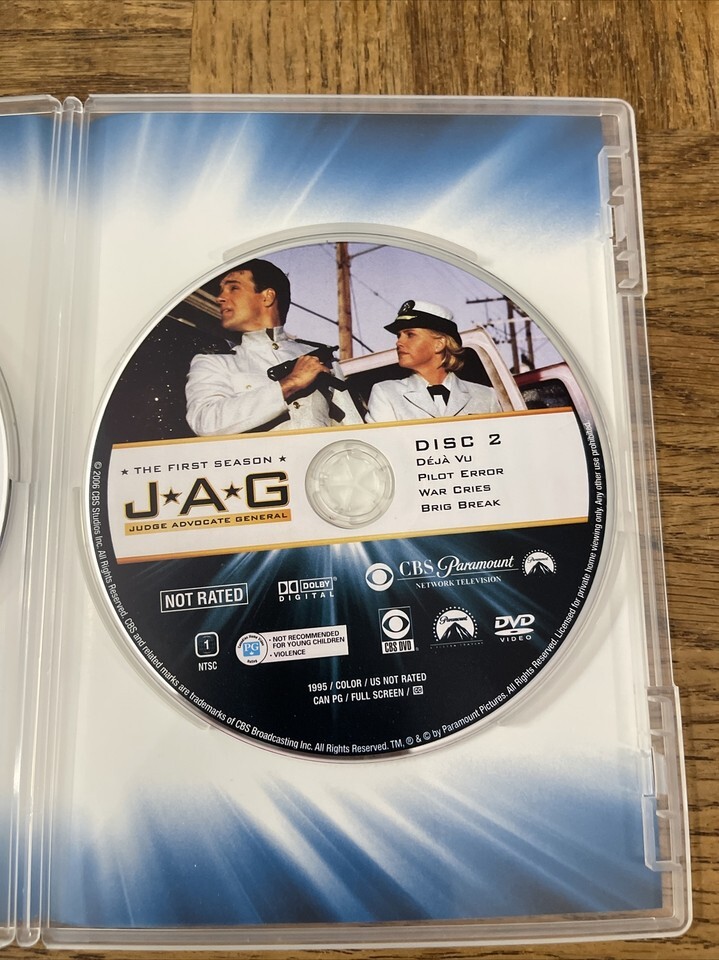 ★ THE FIRST SEASON ★
J★A★G
JUDGE ADVOCATE GENERAL
DISC 2
DÉJÀ VU
PILOT ERROR
WAR CRIES
BRIG BREAK
NOT RATED
DOLBY
DIGITAL
CBS Paramount
NETWORK TELEVISION
1
NTSC
PG
• NOT RECOMMENDED
FOR YOUNG CHILDREN
• VIOLENCE
CBS DVD
Paramount
DVD
VIDEO
1995 / COLOR / US NOT RATED
CAN PG / FULL SCREEN / CC
© 2006 CBS Studios Inc. All Rights Reserved. CBS and related marks are trademarks of CBS Broadcasting Inc. All Rights Reserved. TM, ® & © by Paramount Pictures. All Rights Reserved. Licensed for private home viewing only. Any other use prohibited.